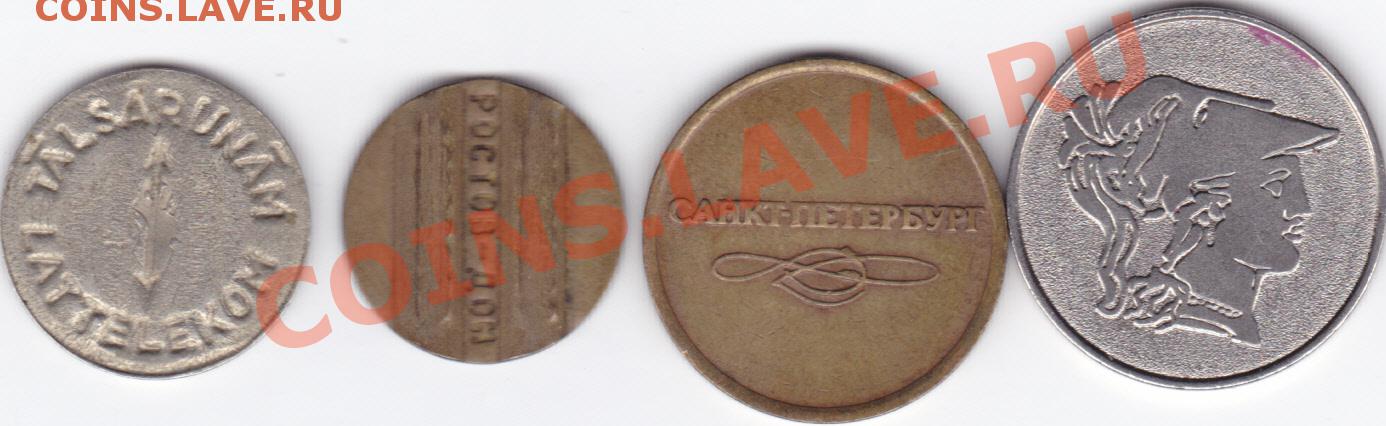 COINS.LAVE.RU
TĀLSARUNĀM
LATTELEKOM
РОСТОВ-ДОН
САНКТ-ПЕТЕРБУРГ
COINS.LAVE.RU